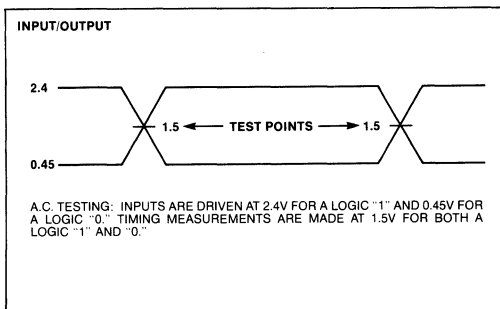 INPUT/OUTPUT
2.4
1.5 TEST POINTS 1.5
0.45
A.C. TESTING: INPUTS ARE DRIVEN AT 2.4V FOR A LOGIC "1" AND 0.45V FOR
A LOGIC "0." TIMING MEASUREMENTS ARE MADE AT 1.5V FOR BOTH A
LOGIC "1" AND "0."